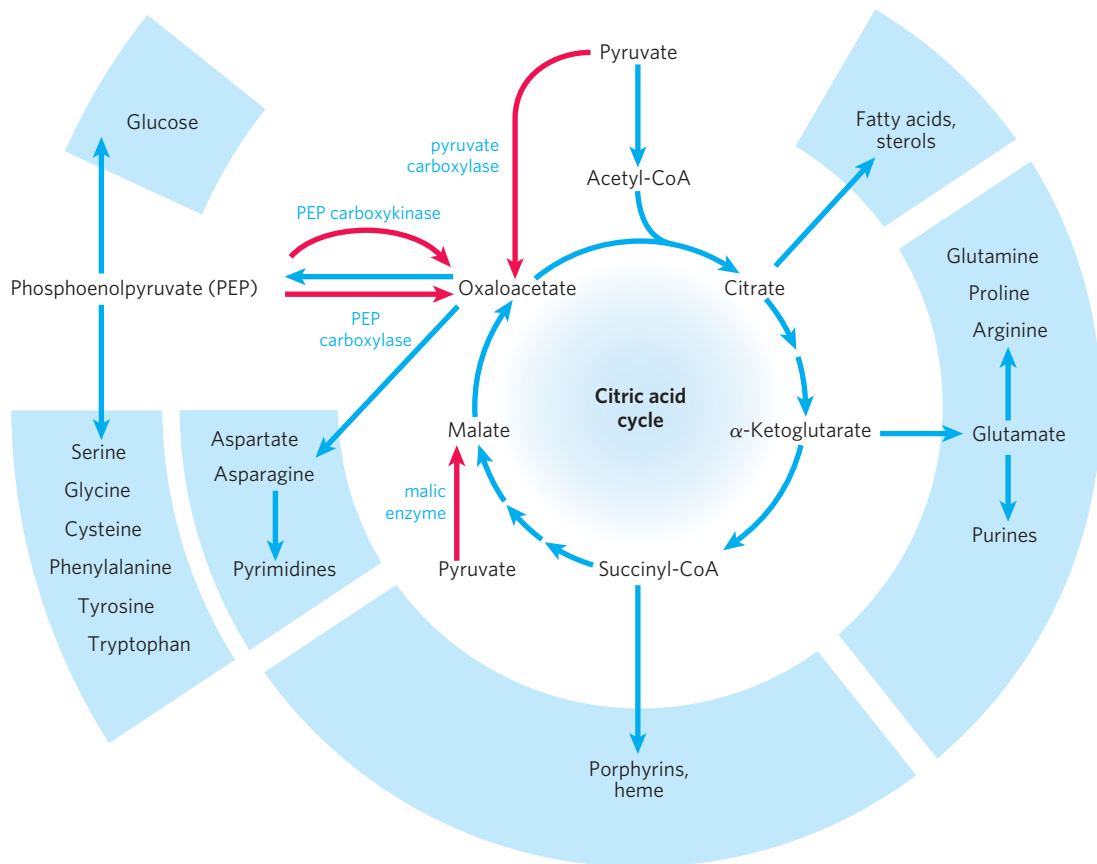 Pyruvate
Glucose
Fatty acids,
sterols
pyruvate
carboxylase
Acetyl-CoA
PEP carboxykinase
Phosphoenolpyruvate (PEP)
Oxaloacetate
Citrate
Glutamine
Proline
Arginine
PEP
carboxylase
Citric acid
cycle
Malate
α-Ketoglutarate
Glutamate
Purines
Aspartate
Asparagine
Pyrimidines
Serine
Glycine
Cysteine
Phenylalanine
Tyrosine
Tryptophan
malic
enzyme
Pyruvate
Succinyl-CoA
Porphyrins,
heme